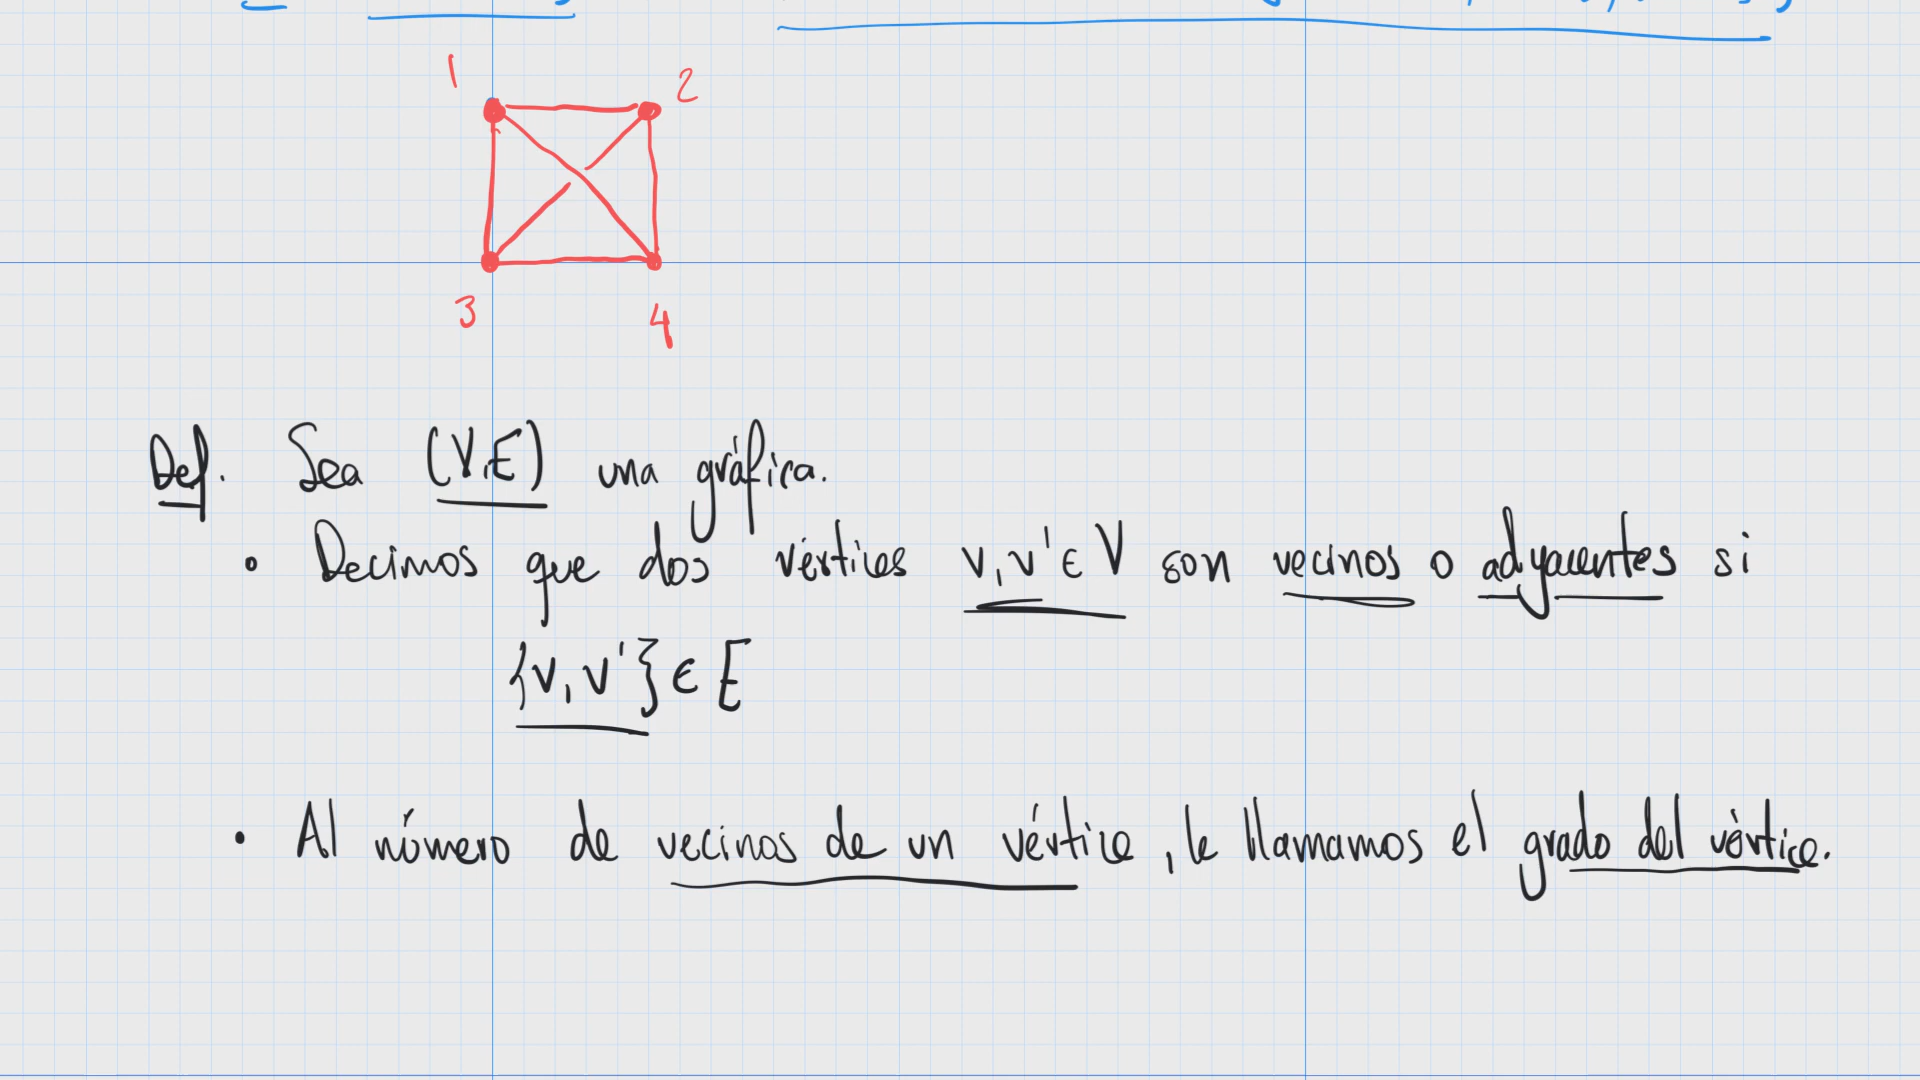 1 2
3 4
Def. Sea (V,E) una gráfica.
• Decimos que dos vértices v,v'∈V son vecinos o adyacentes si
{v,v'}∈E
• Al número de vecinos de un vértice, le llamamos el grado del vértice.